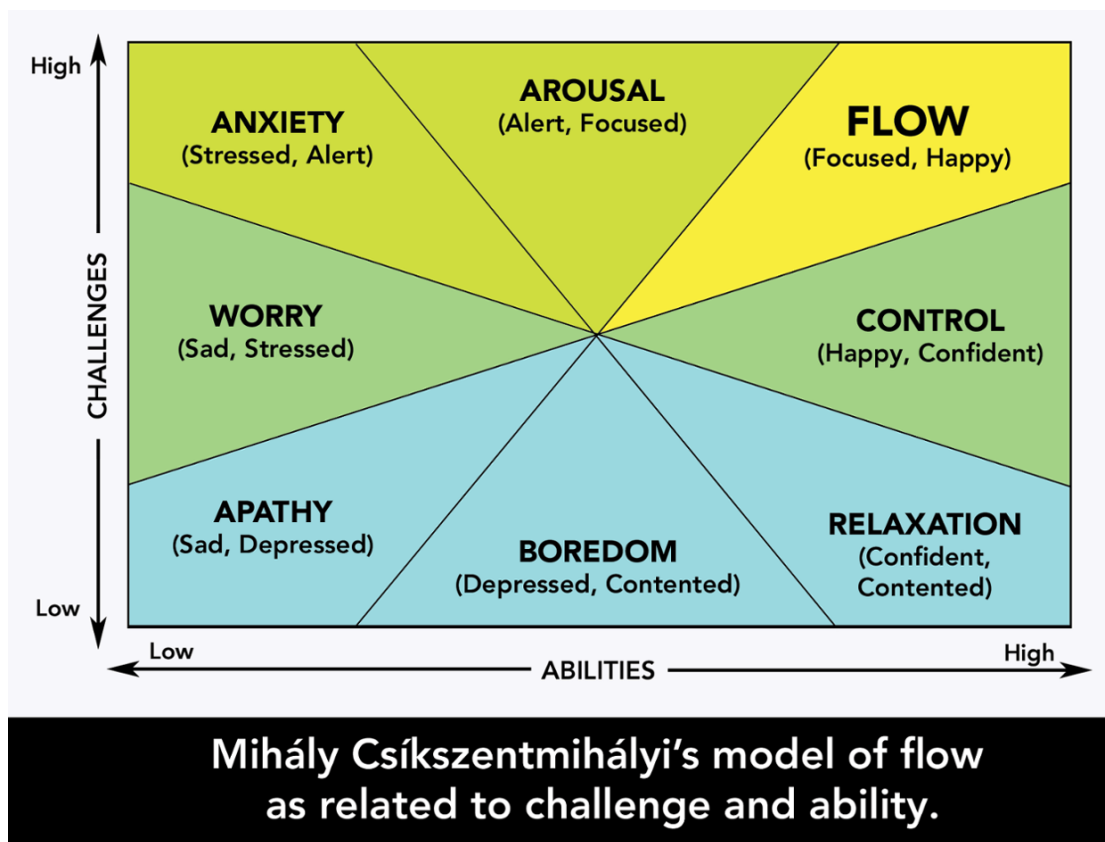 High
ANXIETY
(Stressed, Alert)
AROUSAL
(Alert, Focused)
FLOW
(Focused, Happy)
CHALLENGES
WORRY
(Sad, Stressed)
CONTROL
(Happy, Confident)
APATHY
(Sad, Depressed)
BOREDOM
(Depressed, Contented)
RELAXATION
(Confident,
Contented)
Low
Low
ABILITIES
High
Mihály Csíkszentmihályi’s model of flow
as related to challenge and ability.